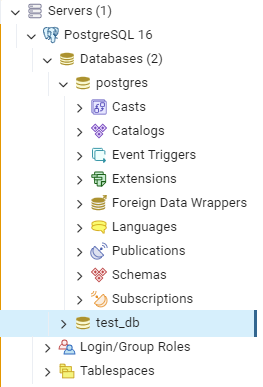 Servers (1)
PostgreSQL 16
Databases (2)
postgres
Casts
Catalogs
Event Triggers
Extensions
Foreign Data Wrappers
Languages
Publications
Schemas
Subscriptions
test_db
Login/Group Roles
Tablespaces